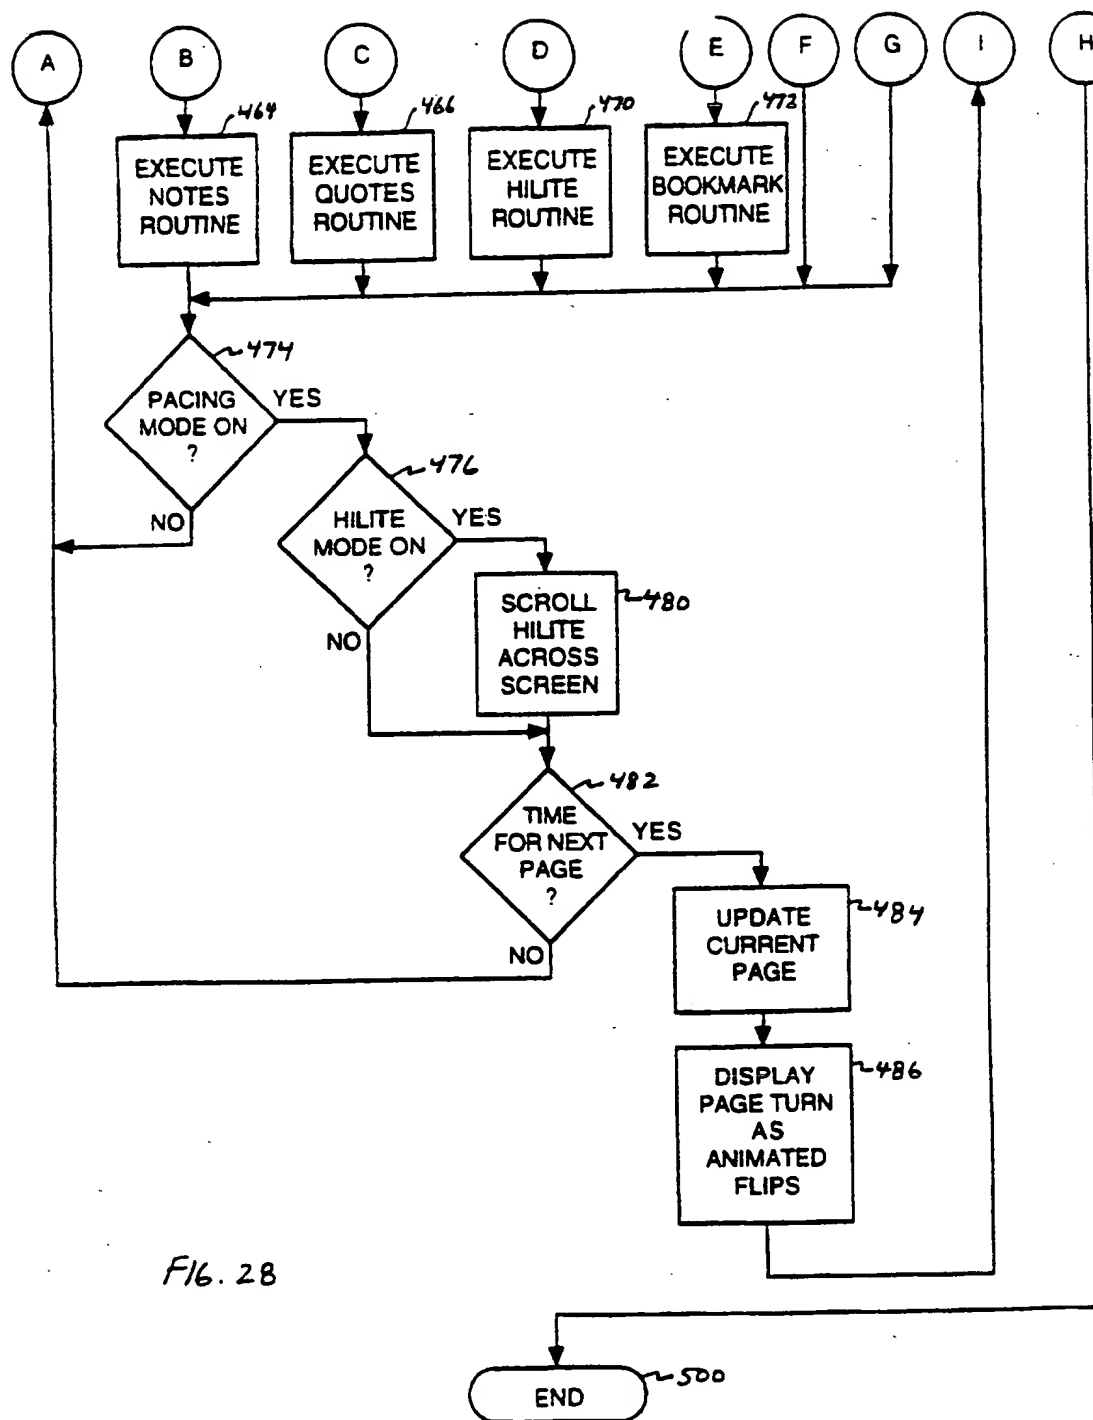 A
B
C
D
E
F
G
I
H
464
466
470
472
EXECUTE
NOTES
ROUTINE
EXECUTE
QUOTES
ROUTINE
EXECUTE
HILITE
ROUTINE
EXECUTE
BOOKMARK
ROUTINE
474
PACING
MODE ON
?
YES
NO
476
HILITE
MODE ON
?
YES
NO
480
SCROLL
HILITE
ACROSS
SCREEN
482
TIME
FOR NEXT
PAGE
?
YES
NO
484
UPDATE
CURRENT
PAGE
486
DISPLAY
PAGE TURN
AS
ANIMATED
FLIPS
FIG. 28
500
END